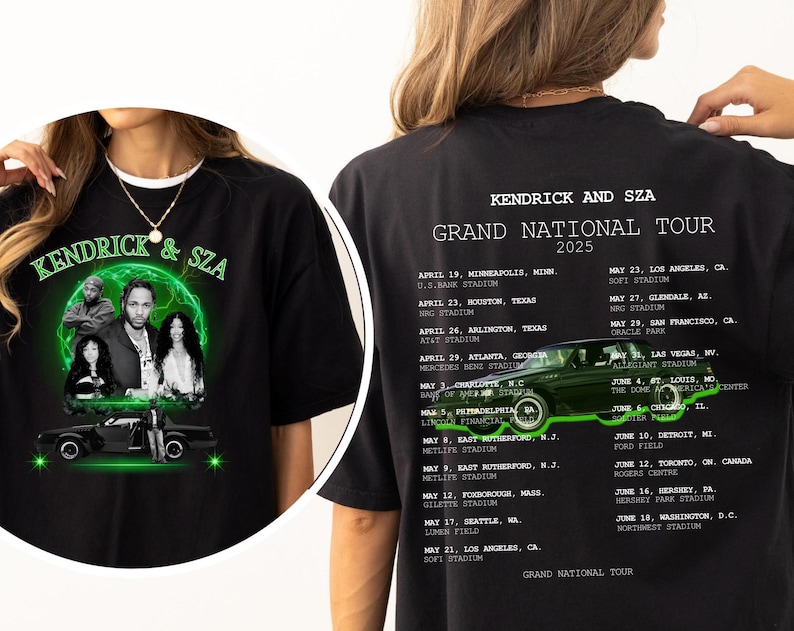 KENDRICK & SZA
KENDRICK AND SZA
GRAND NATIONAL TOUR
2025
APRIL 19, MINNEAPOLIS, MINN.
U.S.BANK STADIUM
APRIL 23, HOUSTON, TEXAS
NRG STADIUM
APRIL 26, ARLINGTON, TEXAS
AT&T STADIUM
APRIL 29, ATLANTA, GEORGIA
MERCEDES BENZ STADIUM
MAY 3, CHARLOTTE, N.C
BANK OF AMERICA STADIUM
MAY 5, PHILADELPHIA, PA
LINCOLN FINANCIAL FIELD
MAY 8, EAST RUTHERFORD, N.J.
METLIFE STADIUM
MAY 9, EAST RUTHERFORD, N.J.
METLIFE STADIUM
MAY 12, FOXBOROUGH, MASS.
GILETTE STADIUM
MAY 17, SEATTLE, WA.
LUMEN FIELD
MAY 21, LOS ANGELES, CA.
SOFI STADIUM
MAY 23, LOS ANGELES, CA.
SOFI STADIUM
MAY 27, GLENDALE, AZ.
NRG STADIUM
MAY 29, SAN FRANCISCO, CA.
ORACLE PARK
MAY 31, LAS VEGAS, NV.
ALLEGIANT STADIUM
JUNE 4, ST. LOUIS, MO.
THE DOME AT AMERICA'S CENTER
JUNE 6, CHICAGO, IL.
SOLDIER FIELD
JUNE 10, DETROIT, MI.
FORD FIELD
JUNE 12, TORONTO, ON. CANADA
ROGERS CENTRE
JUNE 16, HERSHEY, PA.
HERSHEY PARK STADIUM
JUNE 18, WASHINGTON, D.C.
NORTHWEST STADIUM
GRAND NATIONAL TOUR